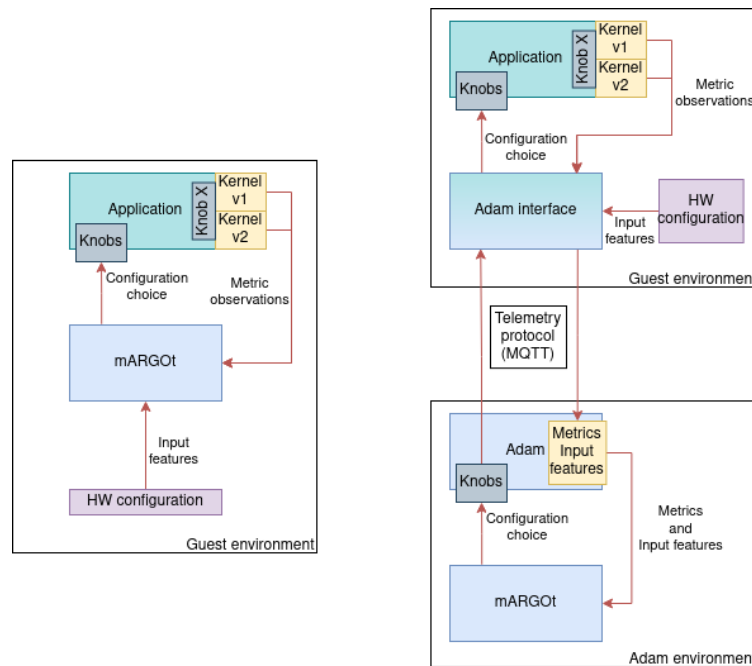 Application
Knob X
Kernel
v1
Kernel
v2
Knobs
Configuration
choice
Metric
observations
mARGOt
Input
features
HW configuration
Guest environment
Application
Knob X
Kernel
v1
Kernel
v2
Knobs
Metric
observations
Configuration
choice
Adam interface
HW
configuration
Input
features
Guest environment
Telemetry
protocol
(MQTT)
Adam
Metrics
Input
features
Knobs
Configuration
choice
Metrics
and
Input features
mARGOt
Adam environment